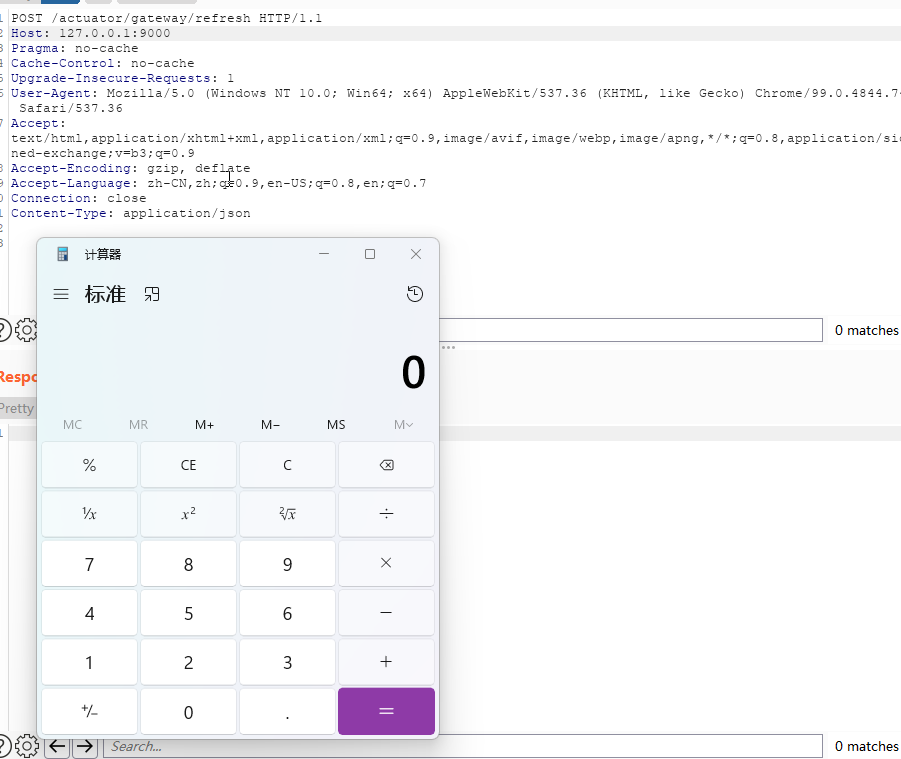 POST /actuator/gateway/refresh HTTP/1.1
Host: 127.0.0.1:9000
Pragma: no-cache
Cache-Control: no-cache
Upgrade-Insecure-Requests: 1
User-Agent: Mozilla/5.0 (Windows NT 10.0; Win64; x64) AppleWebKit/537.36 (KHTML, like Gecko) Chrome/99.0.4844.7
Safari/537.36
Accept:
text/html,application/xhtml+xml,application/xml;q=0.9,image/avif,image/webp,image/apng,*/*;q=0.8,application/sig
ned-exchange;v=b3;q=0.9
Accept-Encoding: gzip, deflate
Accept-Language: zh-CN,zh;q=0.9,en-US;q=0.8,en;q=0.7
Connection: close
Content-Type: application/json
计算器
标准
0 matches
0
Respo
Pretty
MC MR M+ M− MS M
% CE C
¹/x x² ²√x ÷
7 8 9 ×
4 5 6 −
1 2 3 +
+/− 0 . =
Search...
0 matches